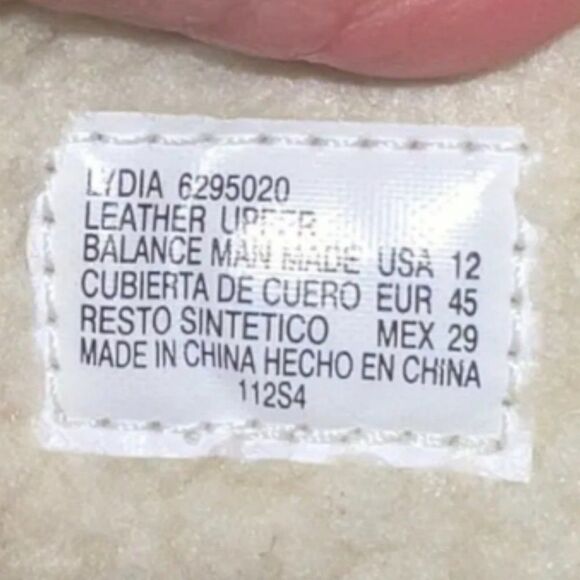 LYDIA 6295020
LEATHER UPPER
BALANCE MAN MADE USA 12
CUBIERTA DE CUERO EUR 45
RESTO SINTETICO MEX 29
MADE IN CHINA HECHO EN CHINA
112S4